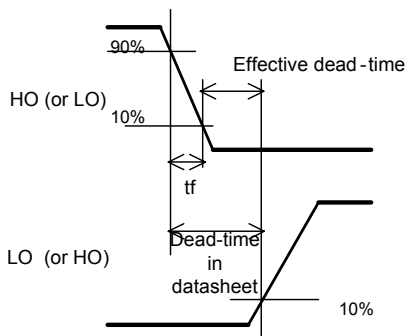 90%
Effective dead-time
HO (or LO)
10%
tf
Dead-time
in
datasheet
LO (or HO)
10%